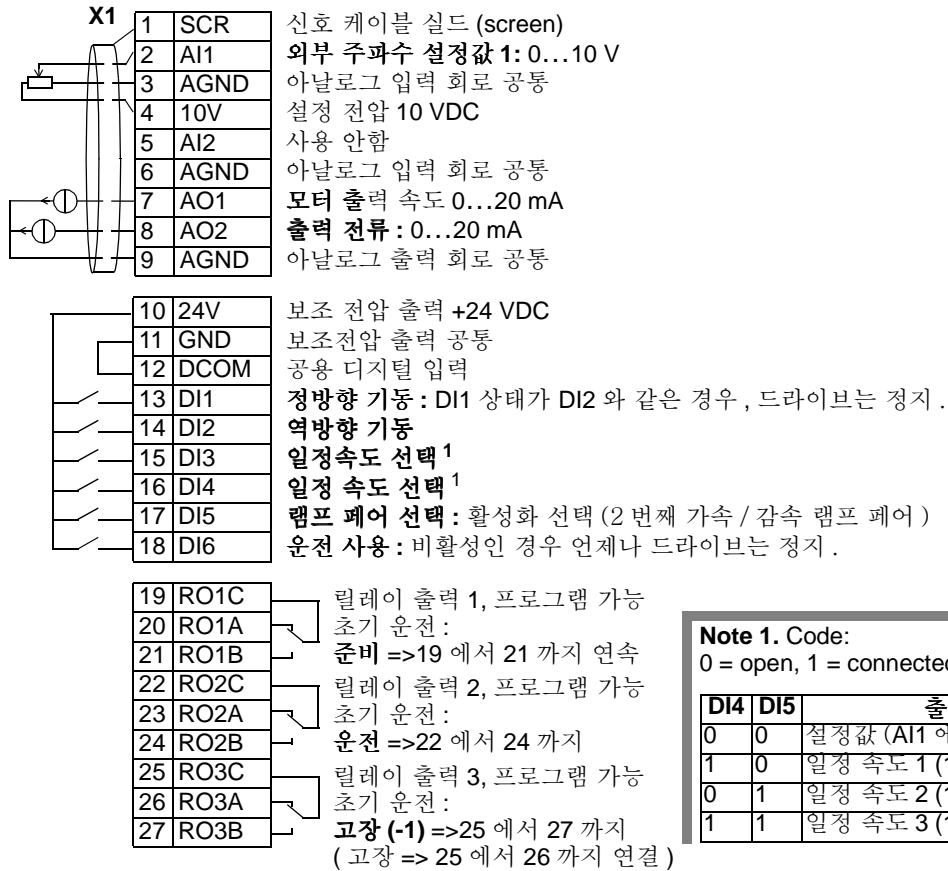 X1
1 SCR 신호 케이블 실드 (screen)
2 AI1 외부 주파수 설정값 1: 0…10 V
3 AGND 아날로그 입력 회로 공통
4 10V 설정 전압 10 VDC
5 AI2 사용 안함
6 AGND 아날로그 입력 회로 공통
7 AO1 모터 출력 속도 0…20 mA
8 AO2 출력 전류 : 0…20 mA
9 AGND 아날로그 출력 회로 공통
10 24V 보조 전압 출력 +24 VDC
11 GND 보조전압 출력 공통
12 DCOM 공용 디지털 입력
13 DI1 정방향 기동 : DI1 상태가 DI2 와 같은 경우 , 드라이브는 정지 .
14 DI2 역방향 기동
15 DI3 일정속도 선택 1
16 DI4 일정 속도 선택 1
17 DI5 램프 페어 선택 : 활성화 선택 (2 번째 가속 / 감속 램프 페어 )
18 DI6 운전 사용 : 비활성인 경우 언제나 드라이브는 정지 .
19 RO1C 릴레이 출력 1, 프로그램 가능
20 RO1A 초기 운전 :
21 RO1B 준비 =>19 에서 21 까지 연속
22 RO2C 릴레이 출력 2, 프로그램 가능
23 RO2A 초기 운전 :
24 RO2B 운전 =>22 에서 24 까지
25 RO3C 릴레이 출력 3, 프로그램 가능
26 RO3A 초기 운전 :
27 RO3B 고장 (-1) =>25 에서 27 까지
( 고장 => 25 에서 26 까지 연결 )
Note 1. Code:
0 = open, 1 = connected
DI4 DI5 출
0 0 설정값 (AI1 에
1 0 일정 속도 1 (1
0 1 일정 속도 2 (1
1 1 일정 속도 3 (1